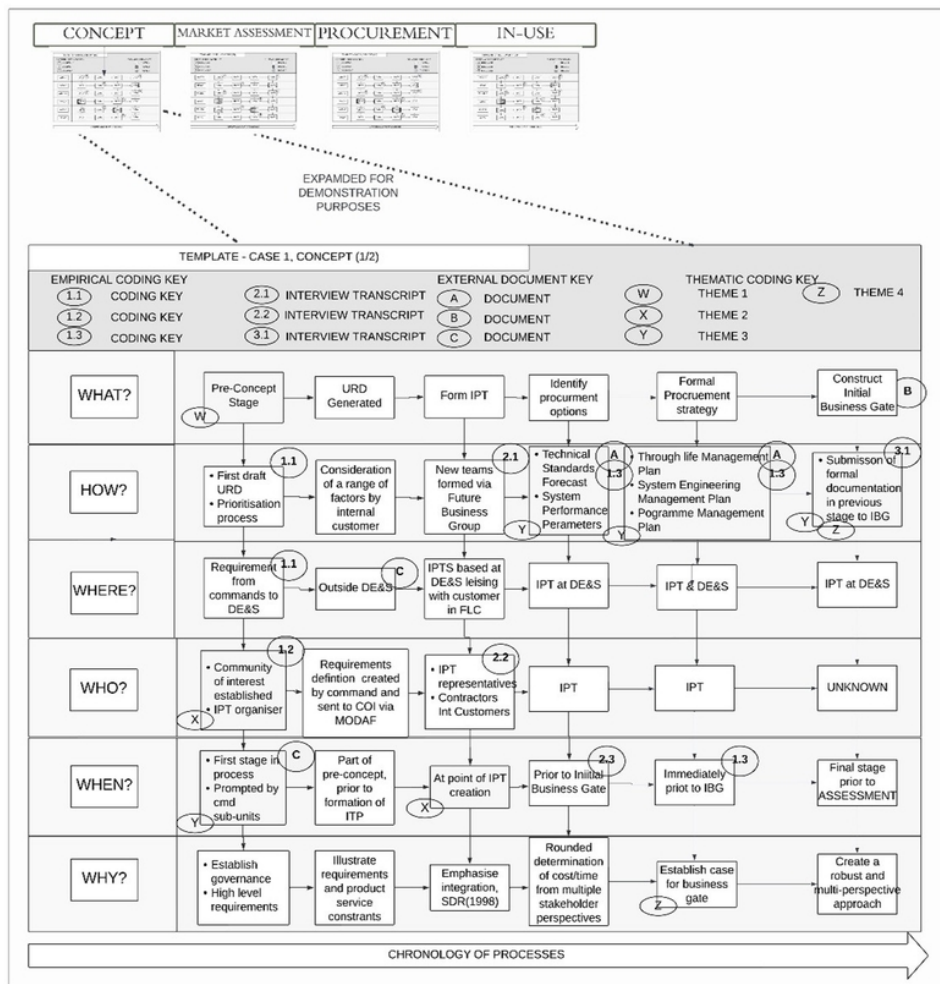 CONCEPT
MARKET ASSESSMENT
PROCUREMENT
IN-USE
EXPAMDED FOR
DEMONSTRATION
PURPOSES
TEMPLATE - CASE 1, CONCEPT (1/2)
EMPIRICAL CODING KEY
EXTERNAL DOCUMENT KEY
THEMATIC CODING KEY
1.1 CODING KEY
2.1 INTERVIEW TRANSCRIPT
A DOCUMENT
W THEME 1
Z THEME 4
1.2 CODING KEY
2.2 INTERVIEW TRANSCRIPT
B DOCUMENT
X THEME 2
1.3 CODING KEY
3.1 INTERVIEW TRANSCRIPT
C DOCUMENT
Y THEME 3
WHAT?
Pre-Concept
Stage
W
URD
Generated
Form IPT
Identify
procurment
options
Formal
Procruement
strategy
Construct
Initial
Business Gate
B
HOW?
• First draft
URD
• Prioritisation
process
1.1
Consideration
of a range of
factors by
internal
customer
New teams
formed via
Future
Business
Group
2.1
• Technical
Standards
Forecast
• System
Performance
Perameters
A
1.3
Y
• Through life Management
Plan
• System Engineering
Management Plan
• Pogramme Management
Plan
A
1.3
Y
• Submisson of
formal
documentation
in previous
stage to IBG
3.1
Y
Z
WHERE?
Requirement
from
commands to
DE&S
1.1
Outside DE&S
C
IPTS based at
DE&S leising
with customer
in FLC
IPT at DE&S
IPT & DE&S
IPT at DE&S
WHO?
• Community
of interest
established
• IPT organiser
1.2
X
Requirements
defintion created
by command and
sent to COI via
MODAF
• IPT
representatives
• Contractors
Int Customers
2.2
IPT
IPT
UNKNOWN
WHEN?
• First stage in
process
• Prompted by
cmd
sub-units
C
Y
Part of
pre-concept,
prior to
formation of
ITP
At point of IPT
creation
X
Prior to Iniitial
Business Gate
2.3
Immediately
priot to IBG
1.3
Final stage
prior to
ASSESSMENT
WHY?
• Establish
governance
• High level
requirements
Illustrate
requirements
and product
service
constrants
Emphasise
integration,
SDR(1998)
Rounded
determination
of cost/time
from multiple
stakeholder
perspectives
Establish case
for business
gate
Z
Create a
robust and
multi-perspective
approach
CHRONOLOGY OF PROCESSES